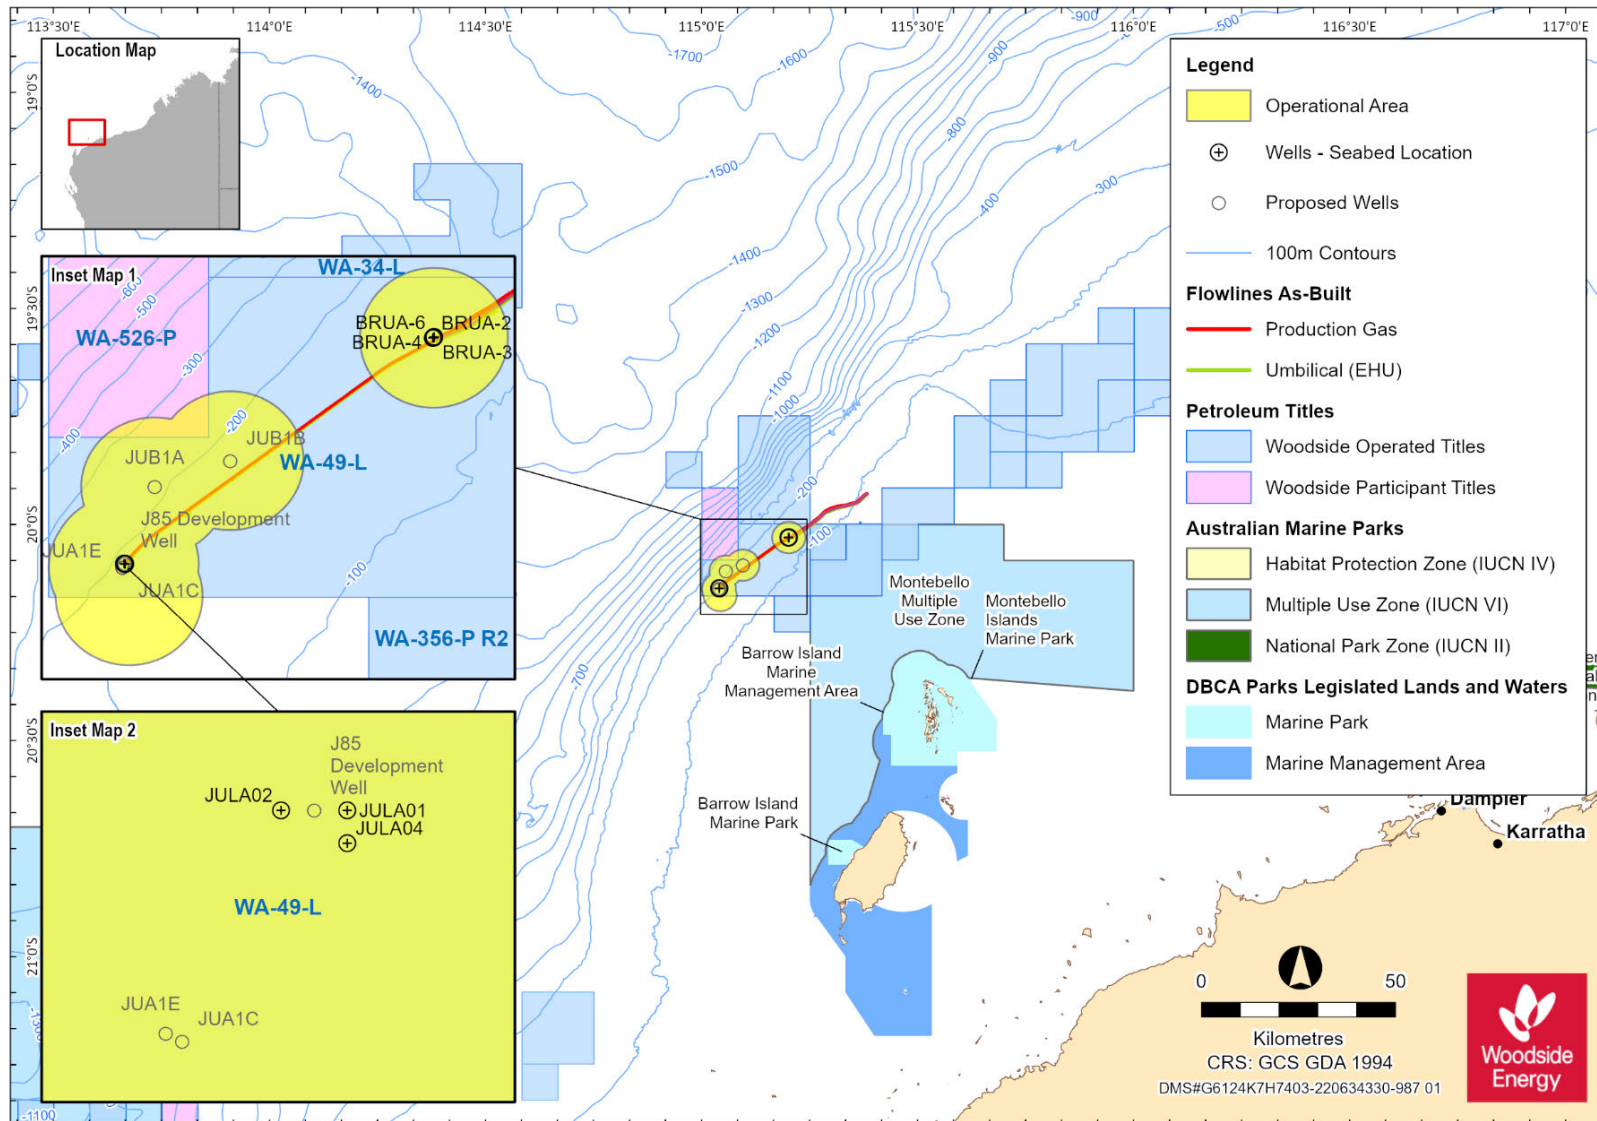 113°30'E
114°0'E
114°30'E
115°0'E
115°30'E
116°0'E
116°30'E
117°0'E
19°0'S
19°30'S
20°0'S
20°30'S
21°0'S
Location Map
-1700
-1600
-900
-900
-500
-1400
-800
-1500
-300
-400
-1400
-1300
-1200
-1100
-1000
-200
-100
-700
-1300
-1100
Inset Map 1
WA-34-L
-600
-500
WA-526-P
-300
-400
-200
-100
BRUA-6
BRUA-2
BRUA-4
BRUA-3
JUB1B
JUB1A
WA-49-L
J85 Development
Well
JUA1E
JUA1C
WA-356-P R2
Inset Map 2
J85
Development
Well
JULA02
JULA01
JULA04
WA-49-L
JUA1E
JUA1C
Montebello
Multiple
Use Zone
Montebello
Islands
Marine Park
Barrow Island
Marine
Management Area
Barrow Island
Marine Park
Dampier
Karratha
Legend
Operational Area
Wells - Seabed Location
Proposed Wells
100m Contours
Flowlines As-Built
Production Gas
Umbilical (EHU)
Petroleum Titles
Woodside Operated Titles
Woodside Participant Titles
Australian Marine Parks
Habitat Protection Zone (IUCN IV)
Multiple Use Zone (IUCN VI)
National Park Zone (IUCN II)
DBCA Parks Legislated Lands and Waters
Marine Park
Marine Management Area
0
50
Kilometres
CRS: GCS GDA 1994
DMS#G6124K7H7403-220634330-987 01
Woodside
Energy